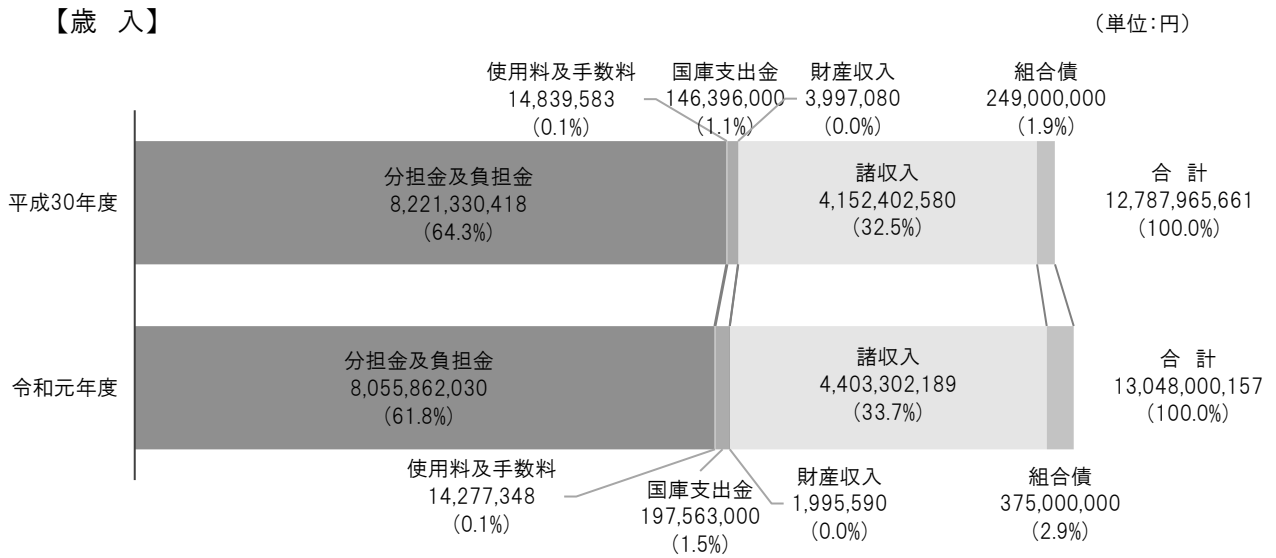 【歳 入】
（単位：円）
使用料及手数料
14,839,583
（0.1%）
国庫支出金
146,396,000
（1.1%）
財産収入
3,997,080
（0.0%）
組合債
249,000,000
（1.9%）
平成30年度
分担金及負担金
8,221,330,418
（64.3%）
諸収入
4,152,402,580
（32.5%）
合 計
12,787,965,661
（100.0%）
令和元年度
分担金及負担金
8,055,862,030
（61.8%）
諸収入
4,403,302,189
（33.7%）
合 計
13,048,000,157
（100.0%）
使用料及手数料
14,277,348
（0.1%）
国庫支出金
197,563,000
（1.5%）
財産収入
1,995,590
（0.0%）
組合債
375,000,000
（2.9%）